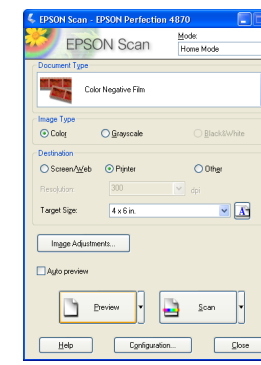 EPSON Scan - EPSON Perfection 4870
EPSON Scan
Mode:
Home Mode
Document Type
Color Negative Film
Image Type
Color Grayscale Black&White
Destination
Screen/Web Printer Other
Resolution: 300 dpi
Target Size: 4 x 6 in. A
Image Adjustments...
Auto preview
Preview Scan
Help Configuration... Close